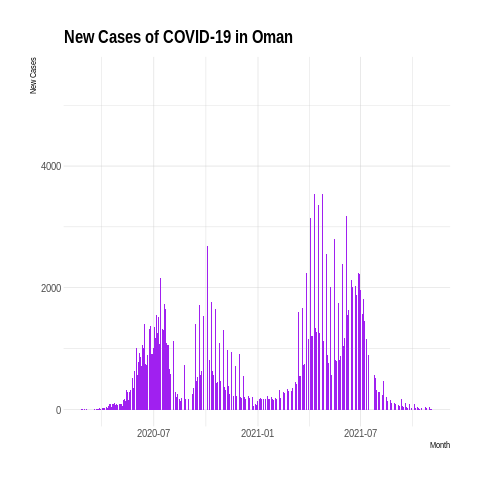 New Cases of COVID-19 in Oman
New Cases
4000
2000
0
2020-07
2021-01
2021-07
Month